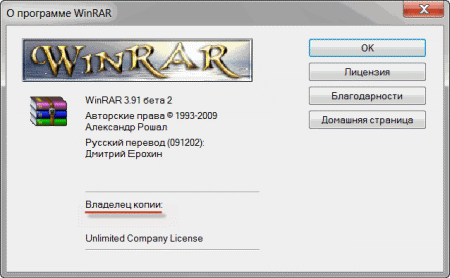 О программе WinRAR
WINRAR
OK
WinRAR 3.91 бета 2
Лицензия
Авторские права © 1993-2009
Александр Рошал
Благодарности
Русский перевод (091202):
Дмитрий Ерохин
Домашняя страница
Владелец копии:
Unlimited Company License